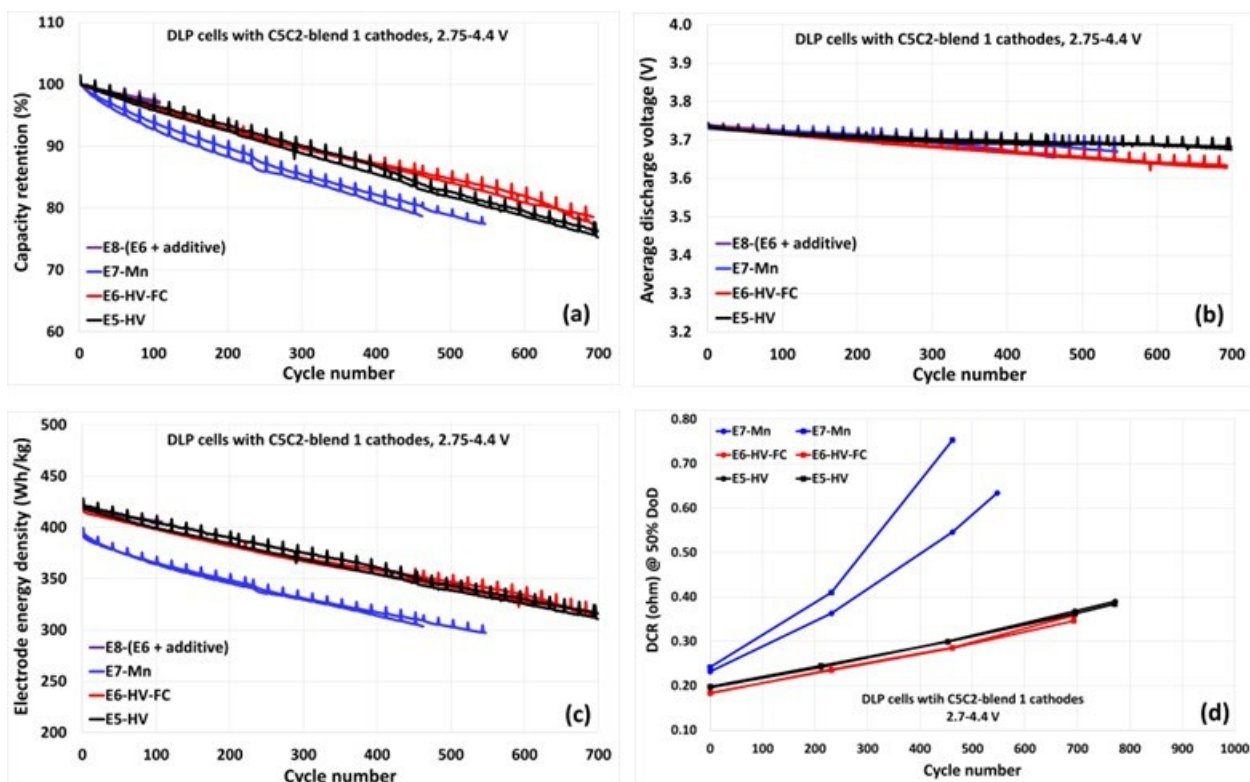 DLP cells with C5C2-blend 1 cathodes, 2.75-4.4 V
Capacity retention (%)
110
100
90
80
70
60
E8-(E6 + additive)
E7-Mn
E6-HV-FC
E5-HV
(a)
0 100 200 300 400 500 600 700
Cycle number
DLP cells with C5C2-blend 1 cathodes, 2.75-4.4 V
Average discharge voltage (V)
4.0
3.9
3.8
3.7
3.6
3.5
3.4
3.3
3.2
E8-(E6 + additive)
E7-Mn
E6-HV-FC
E5-HV
(b)
0 100 200 300 400 500 600 700
Cycle number
DLP cells with C5C2-blend 1 cathodes, 2.75-4.4 V
Electrode energy density (Wh/kg)
500
450
400
350
300
250
200
E8-(E6 + additive)
E7-Mn
E6-HV-FC
E5-HV
(c)
0 100 200 300 400 500 600 700
Cycle number
DCR (ohm) @ 50% DoD
0.80
0.70
0.60
0.50
0.40
0.30
0.20
0.10
E7-Mn E7-Mn
E6-HV-FC E6-HV-FC
E5-HV E5-HV
DLP cells wtih C5C2-blend 1 cathodes
2.7-4.4 V
(d)
0 100 200 300 400 500 600 700 800 900 1000
Cycle number